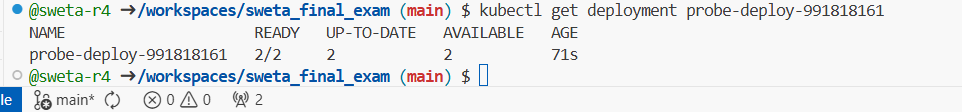 @sweta-r4 ➜/workspaces/sweta_final_exam (main) $ kubectl get deployment probe-deploy-991818161
NAME                     READY   UP-TO-DATE   AVAILABLE   AGE
probe-deploy-991818161   2/2     2            2           71s
@sweta-r4 ➜/workspaces/sweta_final_exam (main) $
le main* 0 0 2